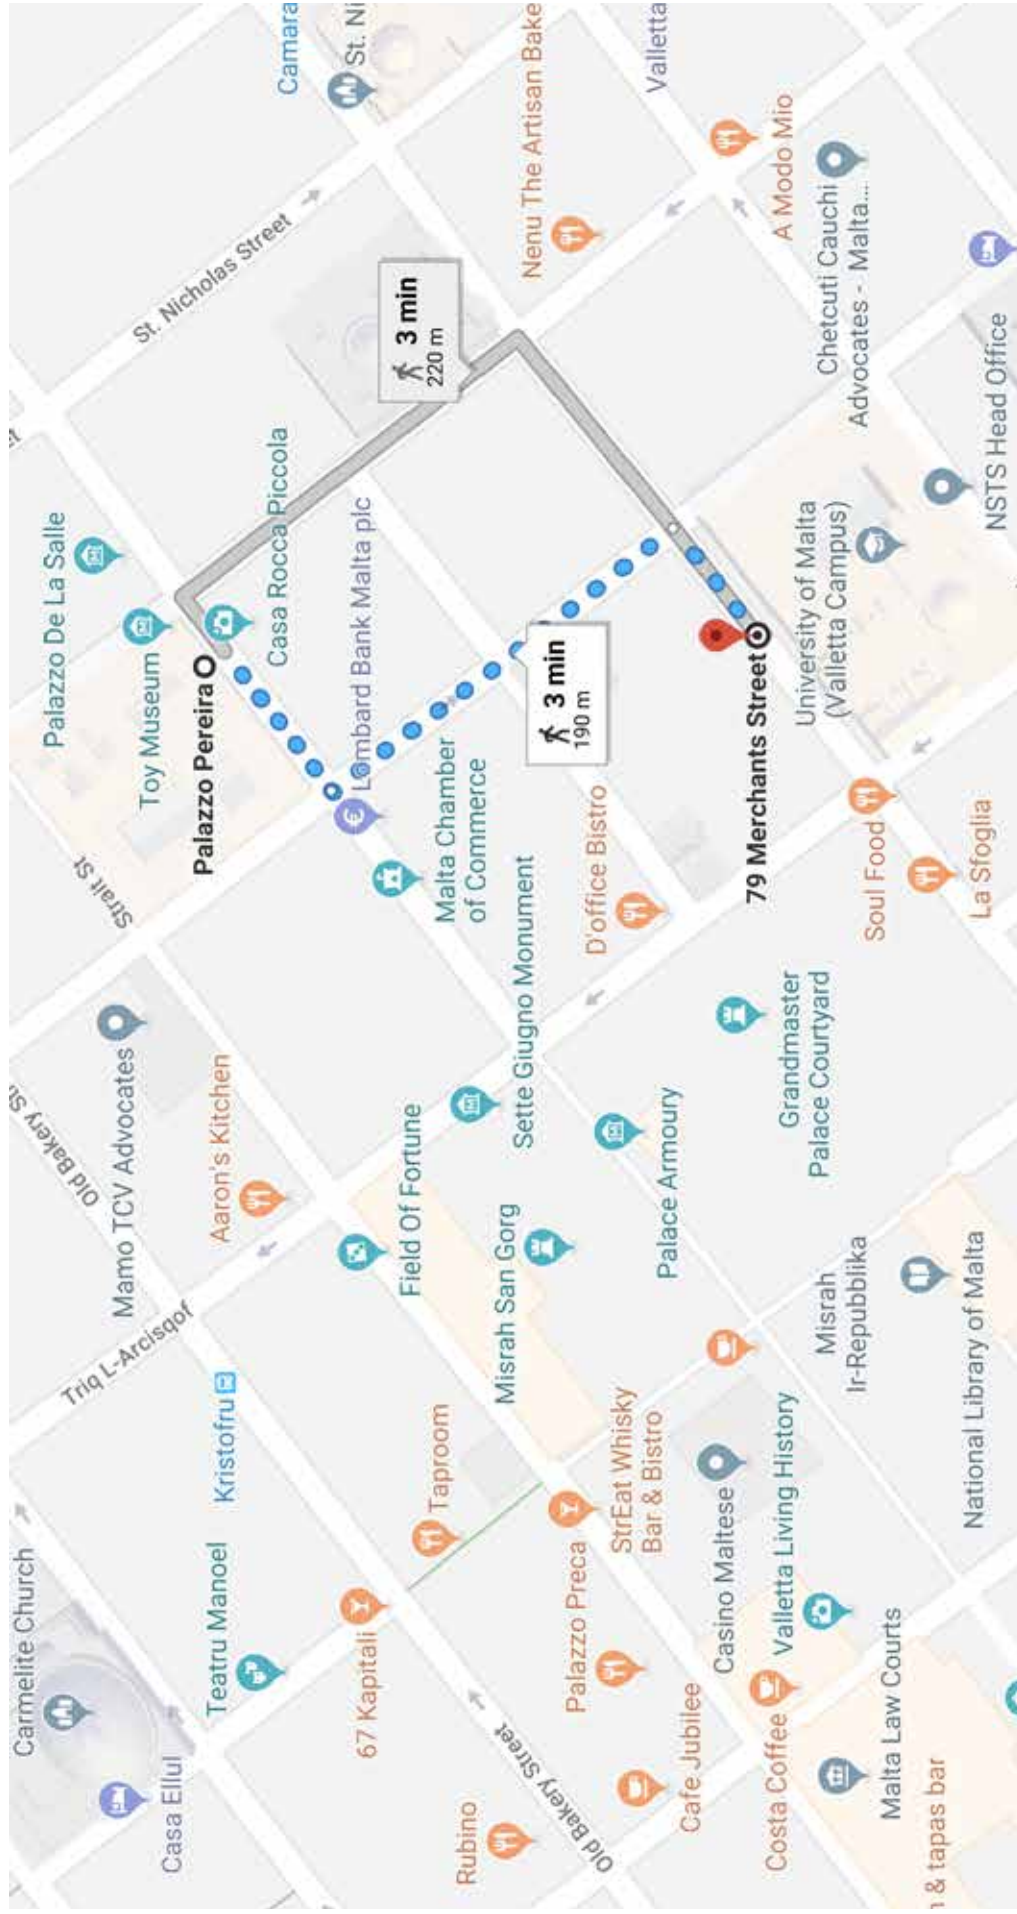 Carmelite Church
Casa Ellul
Teatru Manoel
Kristofru
67 Kapitali
Rubino
Old Bakery Street
Taproom
Triq L-Arcisqof
Mamo TCV Advocates
Old Bakery St
Aaron's Kitchen
Strait St
Field Of Fortune
Misrah San Gorg
Sette Giugno Monument
StrEat Whisky
Bar & Bistro
Palazzo Preca
Cafe Jubilee
Costa Coffee
Casino Maltese
Valletta Living History
Malta Law Courts
& tapas bar
Palace Armoury
Misrah
Ir-Repubblika
National Library of Malta
Grandmaster
Palace Courtyard
Palazzo De La Salle
Toy Museum
Palazzo Pereira
Casa Rocca Piccola
Lombard Bank Malta plc
Malta Chamber
of Commerce
D'office Bistro
3 min
190 m
79 Merchants Street
Soul Food
La Sfoglia
University of Malta
(Valletta Campus)
St. Nicholas Street
3 min
220 m
Camara
St. Ni
Nenu The Artisan Bake
Valletta
A Modo Mio
Chetcuti Cauchi
Advocates - Malta...
NSTS Head Office